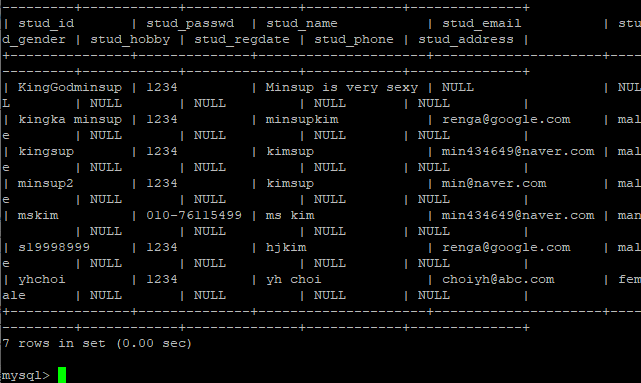 +---------------+--------------+--------------------+---------------------+----
| stud_id | stud_passwd | stud_name | stud_email | stu
d_gender | stud_hobby | stud_regdate | stud_phone | stud_address |
+---------------+--------------+--------------------+---------------------+----
---------+------------+--------------+------------+--------------+
| KingGodminsup | 1234 | Minsup is very sexy | NULL | NUL
L | NULL | NULL | NULL | NULL |
| kingka minsup | 1234 | minsupkim | renga@google.com | mal
e | NULL | NULL | NULL | NULL |
| kingsup | 1234 | kimsup | min434649@naver.com | mal
e | NULL | NULL | NULL | NULL |
| minsup2 | 1234 | kimsup | min@naver.com | mal
e | NULL | NULL | NULL | NULL |
| mskim | 010-76115499 | ms kim | min434649@naver.com | man
| NULL | NULL | NULL | NULL |
| s19998999 | 1234 | hjkim | renga@google.com | mal
e | NULL | NULL | NULL | NULL |
| yhchoi | 1234 | yh choi | choiyh@abc.com | fem
ale | NULL | NULL | NULL | NULL |
+---------------+--------------+--------------------+---------------------+----
---------+------------+--------------+------------+--------------+
7 rows in set (0.00 sec)
mysql>